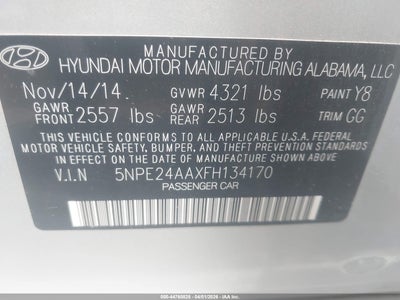 MANUFACTURED BY
HYUNDAI MOTOR MANUFACTURING ALABAMA, LLC
Nov/14/14 GVWR 4321 lbs PAINT Y8
GAWR FRONT 2557 lbs GAWR REAR 2513 lbs TRIM GG
THIS VEHICLE CONFORMS TO ALL APPLICABLE U.S.A. FEDERAL
MOTOR VEHICLE SAFETY, BUMPER, AND THEFT PREVENTION STANDARDS
IN EFFECT ON THE DATE OF MANUFACTURE SHOWN ABOVE.
V.I.N 5NPE24AAXFH134170
PASSENGER CAR